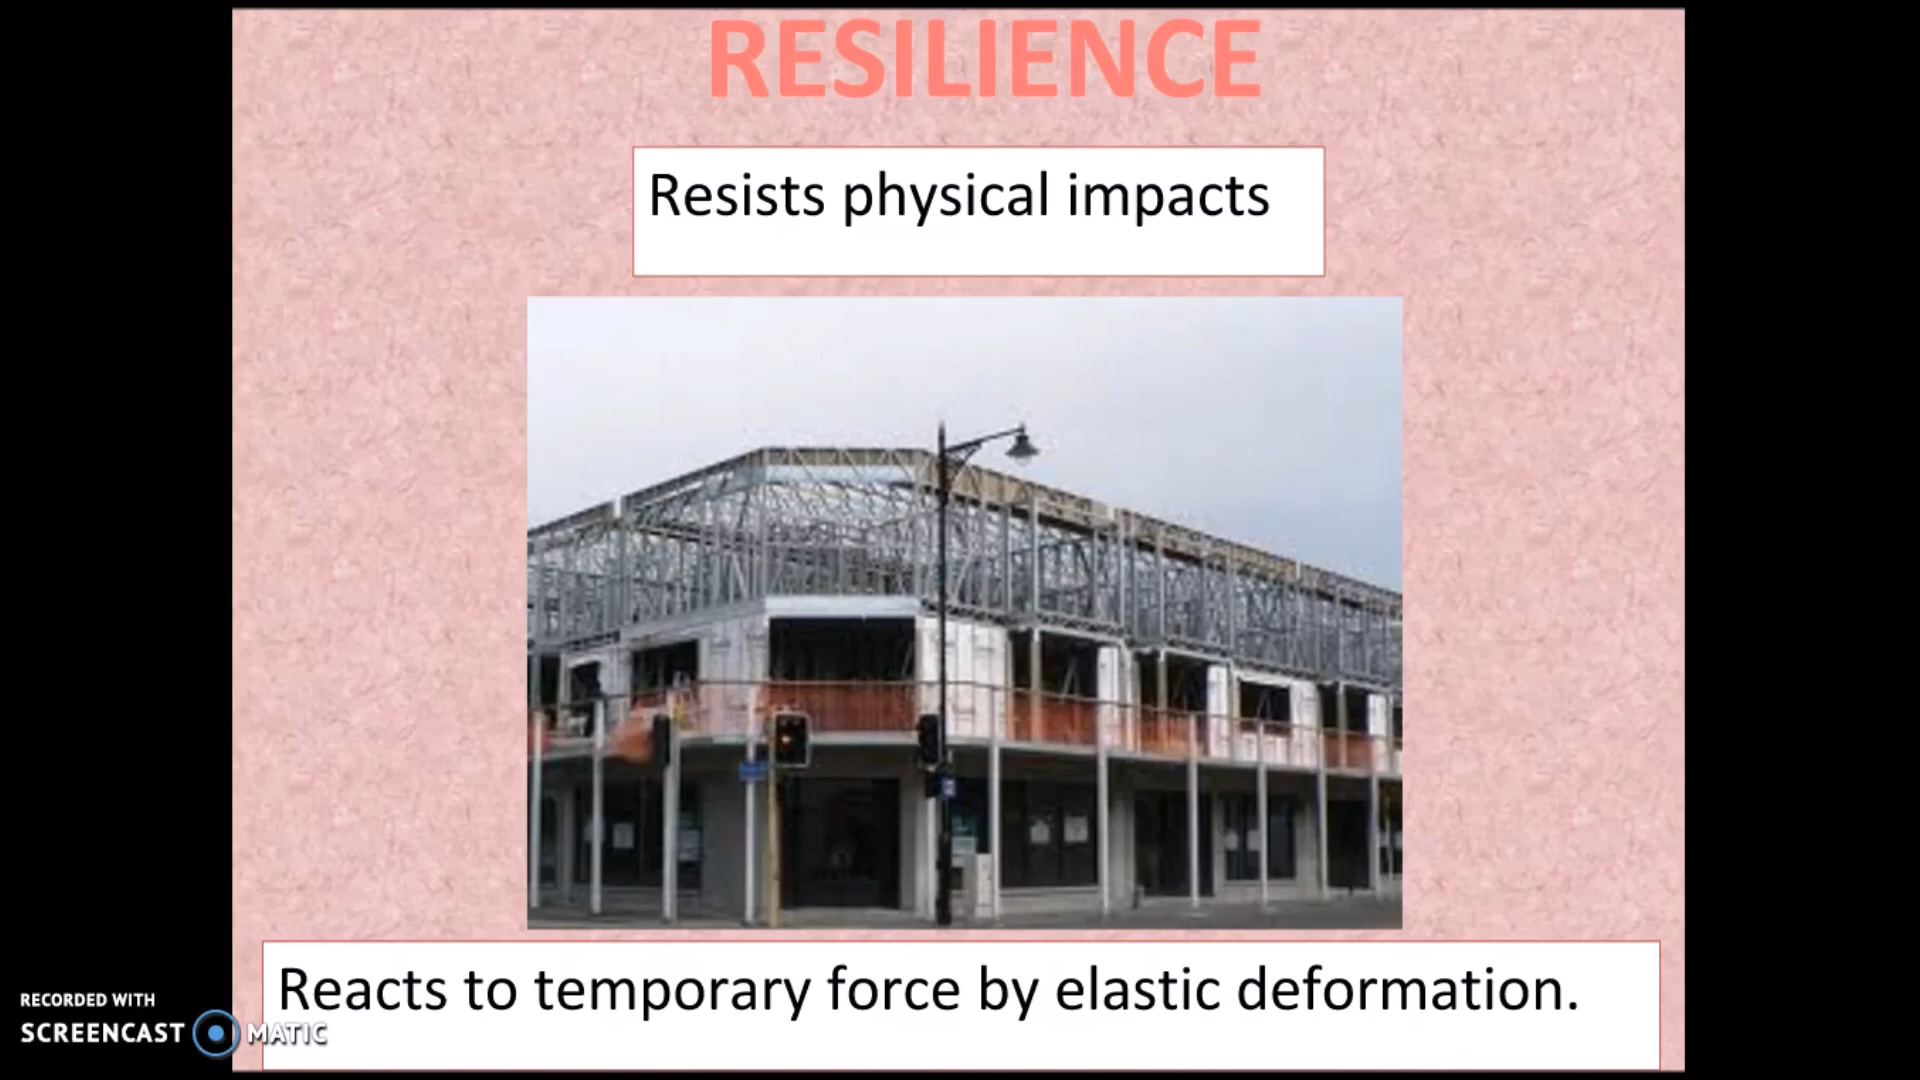 RESILIENCE
Resists physical impacts
Reacts to temporary force by elastic deformation.
RECORDED WITH
SCREENCAST MATIC